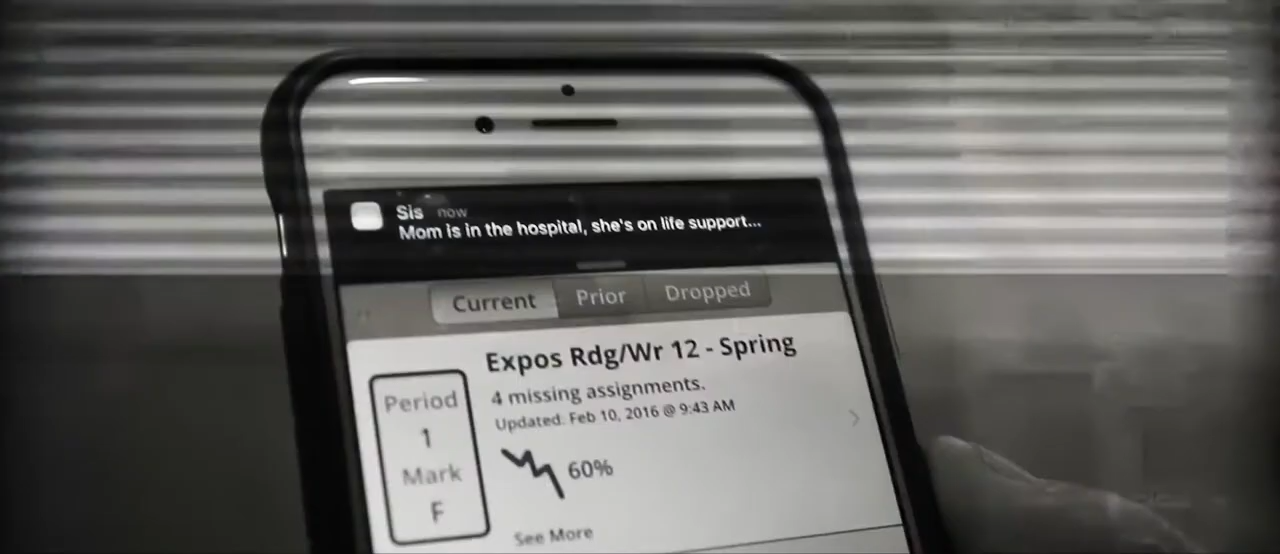 Sis now
Mom is in the hospital, she's on life support...
Current Prior Dropped
Expos Rdg/Wr 12 - Spring
4 missing assignments.
Updated: Feb 10, 2016 @ 9:43 AM
Period
1
Mark
F
60%
See More